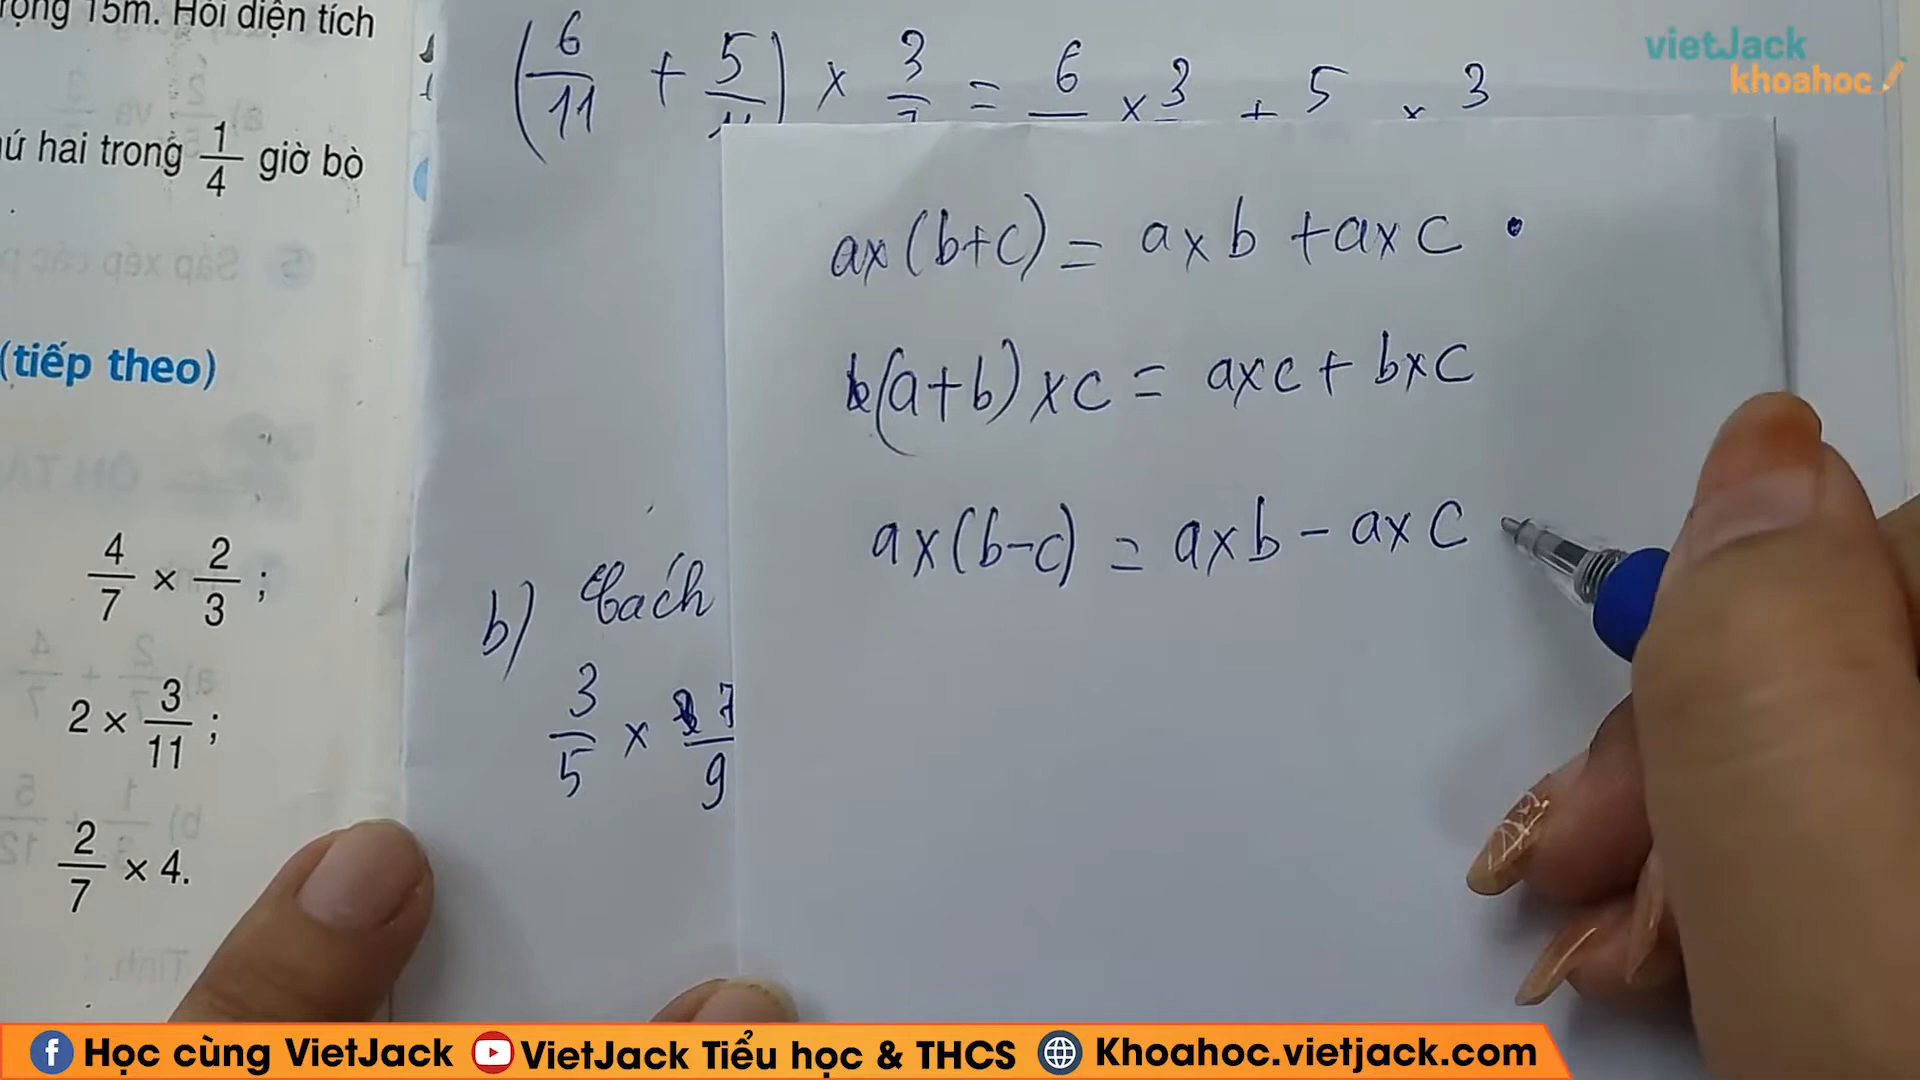 rộng 15m. Hỏi diện tích
hứ hai trong 1/4 giờ bò
(tiếp theo)
4/7 × 2/3 ;
2 × 3/11 ;
2/7 × 4.
(6/11 + 5/11) × 3/7 = 6 × 3 + 5 × 3
a x (b+c) = a x b + a x c .
(a+b) x c = a x c + b x c
a x (b-c) = a x b - a x c
b) Cách
3/5 × 7/9
vietJack
khoahoc
Học cùng VietJack VietJack Tiểu học & THCS Khoahoc.vietjack.com